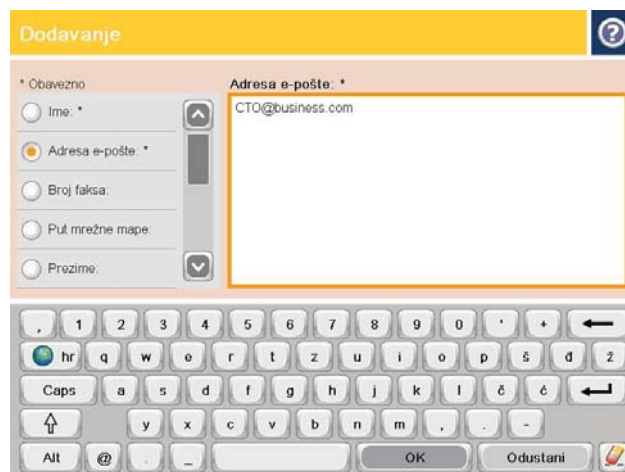 Dodavanje ?
* Obavezno
Adresa e-pošte: *
Ime: *
CTO@business.com
Adresa e-pošte: *
Broj faksa:
Put mrežne mape:
Prezime:
, 1 2 3 4 5 6 7 8 9 0 ' +
hr q w e r t z u i o p š đ ž
Caps a s d f g h j k l č ć
y x c v b n m , . -
Alt @ . _ OK Odustani